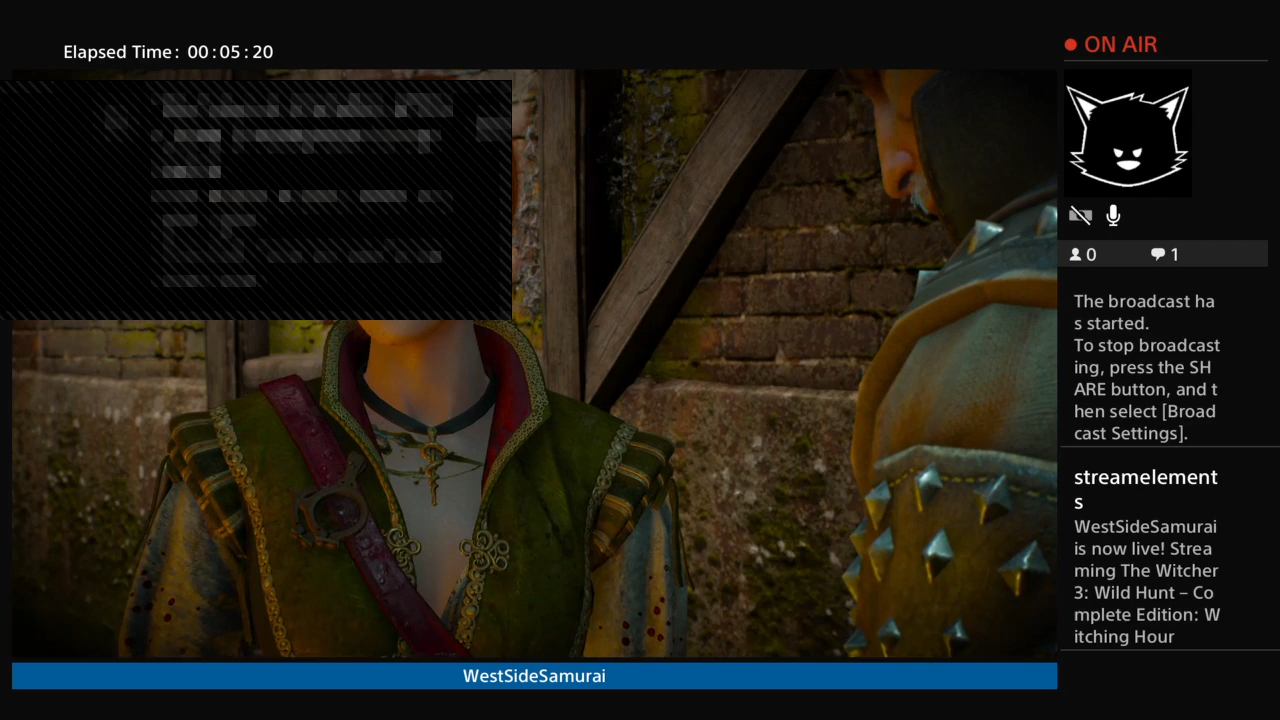 Elapsed Time: 00:05:20
ON AIR
0
1
The broadcast ha
s started.
To stop broadcast
ing, press the SH
ARE button, and t
hen select [Broad
cast Settings].
streamelement
s
WestSideSamurai
is now live! Strea
ming The Witcher
3: Wild Hunt – Co
mplete Edition: W
itching Hour
WestSideSamurai